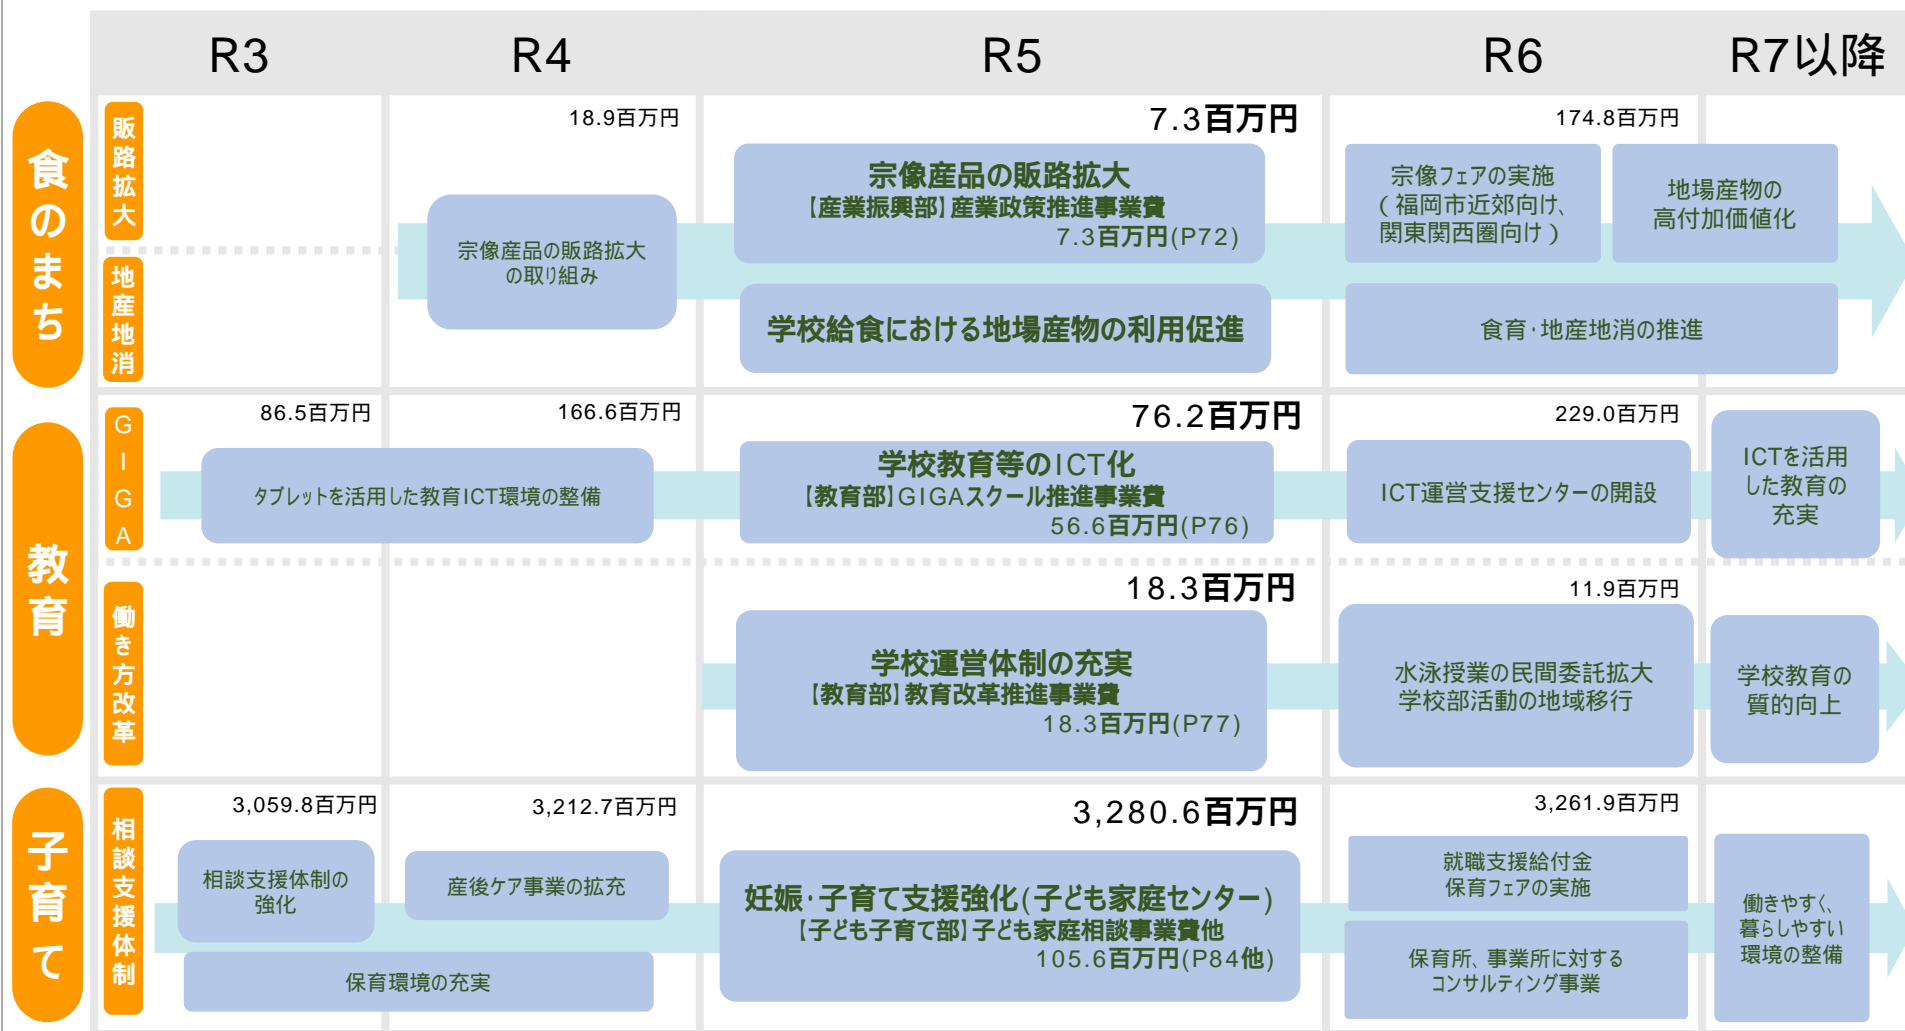 R3
R4
R5
R6
R7以降
食のまち
販路拡大
18.9百万円
7.3百万円
174.8百万円
宗像産品の販路拡大
の取り組み
宗像産品の販路拡大
【産業振興部】産業政策推進事業費
7.3百万円(P72)
宗像フェアの実施
(福岡市近郊向け、
関東関西圏向け)
地場産物の
高付加価値化
地産地消
学校給食における地場産物の利用促進
食育・地産地消の推進
教育
GIGA
86.5百万円
166.6百万円
76.2百万円
229.0百万円
タブレットを活用した教育ICT環境の整備
学校教育等のICT化
【教育部】GIGAスクール推進事業費
56.6百万円(P76)
ICT運営支援センターの開設
ICTを活用
した教育の
充実
働き方改革
18.3百万円
11.9百万円
学校運営体制の充実
【教育部】教育改革推進事業費
18.3百万円(P77)
水泳授業の民間委託拡大
学校部活動の地域移行
学校教育の
質的向上
子育て
相談支援体制
3,059.8百万円
3,212.7百万円
3,280.6百万円
3,261.9百万円
相談支援体制の
強化
産後ケア事業の拡充
保育環境の充実
妊娠・子育て支援強化(子ども家庭センター)
【子ども子育て部】子ども家庭相談事業費他
105.6百万円(P84他)
就職支援給付金
保育フェアの実施
保育所、事業所に対する
コンサルティング事業
働きやすく、
暮らしやすい
環境の整備